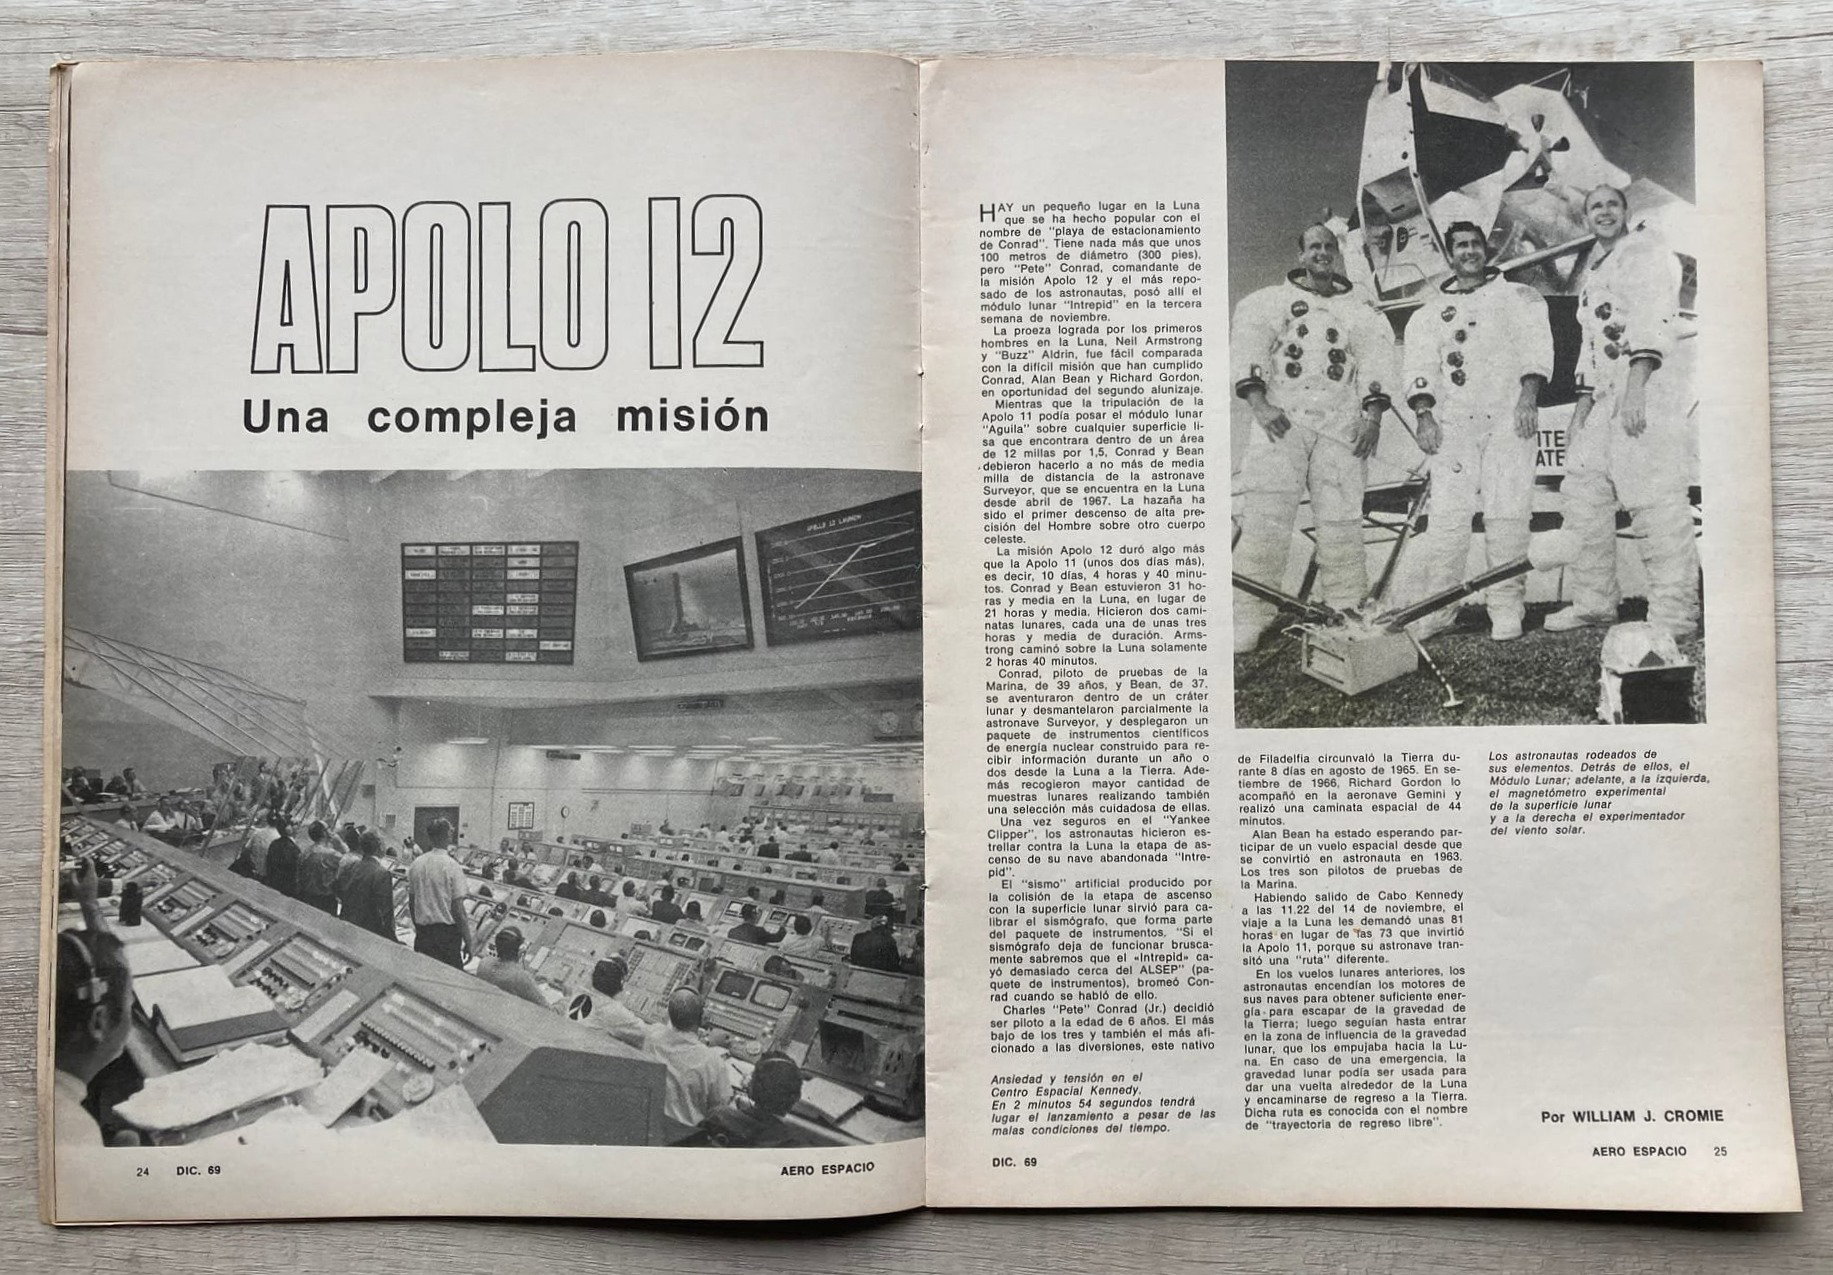 APOLO 12
Una compleja misión
APOLLO 12 LAUNCH
24 DIC. 69
AERO ESPACIO
HAY un pequeño lugar en la Luna
que se ha hecho popular con el
nombre de "playa de estacionamiento
de Conrad". Tiene nada más que unos
100 metros de diámetro (300 pies),
pero "Pete" Conrad, comandante de
la misión Apolo 12 y el más repo-
sado de los astronautas, posó allí el
módulo lunar "Intrepid" en la tercera
semana de noviembre.
La proeza lograda por los primeros
hombres en la Luna, Neil Armstrong
y "Buzz" Aldrin, fue fácil comparada
con la difícil misión que han cumplido
Conrad, Alan Bean y Richard Gordon,
en oportunidad del segundo alunizaje.
Mientras que la tripulación de la
Apolo 11 podía posar el módulo lunar
"Aguila" sobre cualquier superficie li-
sa que encontrara dentro de un área
de 12 millas por 1,5, Conrad y Bean
debieron hacerlo a no más de media
milla de distancia de la astronave
Surveyor, que se encuentra en la Luna
desde abril de 1967. La hazaña ha
sido el primer descenso de alta pre-
cisión del Hombre sobre otro cuerpo
celeste.
La misión Apolo 12 duró algo más
que la Apolo 11 (unos dos días más),
es decir, 10 días, 4 horas y 40 minu-
tos. Conrad y Bean estuvieron 31 ho-
ras y media en la Luna, en lugar de
21 horas y media. Hicieron dos cami-
natas lunares, cada una de unas tres
horas y media de duración. Arms-
trong caminó sobre la Luna solamente
2 horas 40 minutos.
Conrad, piloto de pruebas de la
Marina, de 39 años, y Bean, de 37,
se aventuraron dentro de un cráter
lunar y desmantelaron parcialmente la
astronave Surveyor, y desplegaron un
paquete de instrumentos científicos
de energía nuclear construido para re-
cibir información durante un año o
dos desde la Luna a la Tierra. Ade-
más recogieron mayor cantidad de
muestras lunares realizando también
una selección más cuidadosa de ellas.
Una vez seguros en el "Yankee
Clipper", los astronautas hicieron es-
trellar contra la Luna la etapa de as-
censo de su nave abandonada "Intre-
pid".
El "sismo" artificial producido por
la colisión de la etapa de ascenso
con la superficie lunar sirvió para ca-
librar el sismógrafo, que forma parte
del paquete de instrumentos. "Si el
sismógrafo deja de funcionar brusca-
mente sabremos que el «Intrepid» ca-
yó demasiado cerca del ALSEP" (pa-
quete de instrumentos), bromeó Con-
rad cuando se habló de ello.
Charles "Pete" Conrad (Jr.) decidió
ser piloto a la edad de 6 años. El más
bajo de los tres y también el más afi-
cionado a las diversiones, este nativo
Ansiedad y tensión en el
Centro Espacial Kennedy.
En 2 minutos 54 segundos tendrá
lugar el lanzamiento a pesar de las
malas condiciones del tiempo.
ITE
ATE
de Filadelfia circunvaló la Tierra du-
rante 8 días en agosto de 1965. En se-
tiembre de 1966, Richard Gordon lo
acompañó en la aeronave Gemini y
realizó una caminata espacial de 44
minutos.
Alan Bean ha estado esperando par-
ticipar de un vuelo espacial desde que
se convirtió en astronauta en 1963.
Los tres son pilotos de pruebas de
la Marina.
Habiendo salido de Cabo Kennedy
a las 11.22 del 14 de noviembre, el
viaje a la Luna les demandó unas 81
horas en lugar de las 73 que invirtió
la Apolo 11, porque su astronave tran-
sitó una "ruta" diferente.
En los vuelos lunares anteriores, los
astronautas encendían los motores de
sus naves para obtener suficiente ener-
gía para escapar de la gravedad de
la Tierra; luego seguían hasta entrar
en la zona de influencia de la gravedad
lunar, que los empujaba hacia la Lu-
na. En caso de una emergencia, la
gravedad lunar podía ser usada para
dar una vuelta alrededor de la Luna
y encaminarse de regreso a la Tierra.
Dicha ruta es conocida con el nombre
de "trayectoria de regreso libre".
Los astronautas rodeados de
sus elementos. Detrás de ellos, el
Módulo Lunar; adelante, a la izquierda,
el magnetómetro experimental
de la superficie lunar
y a la derecha el experimentador
del viento solar.
Por WILLIAM J. CROMIE
DIC. 69
AERO ESPACIO 25